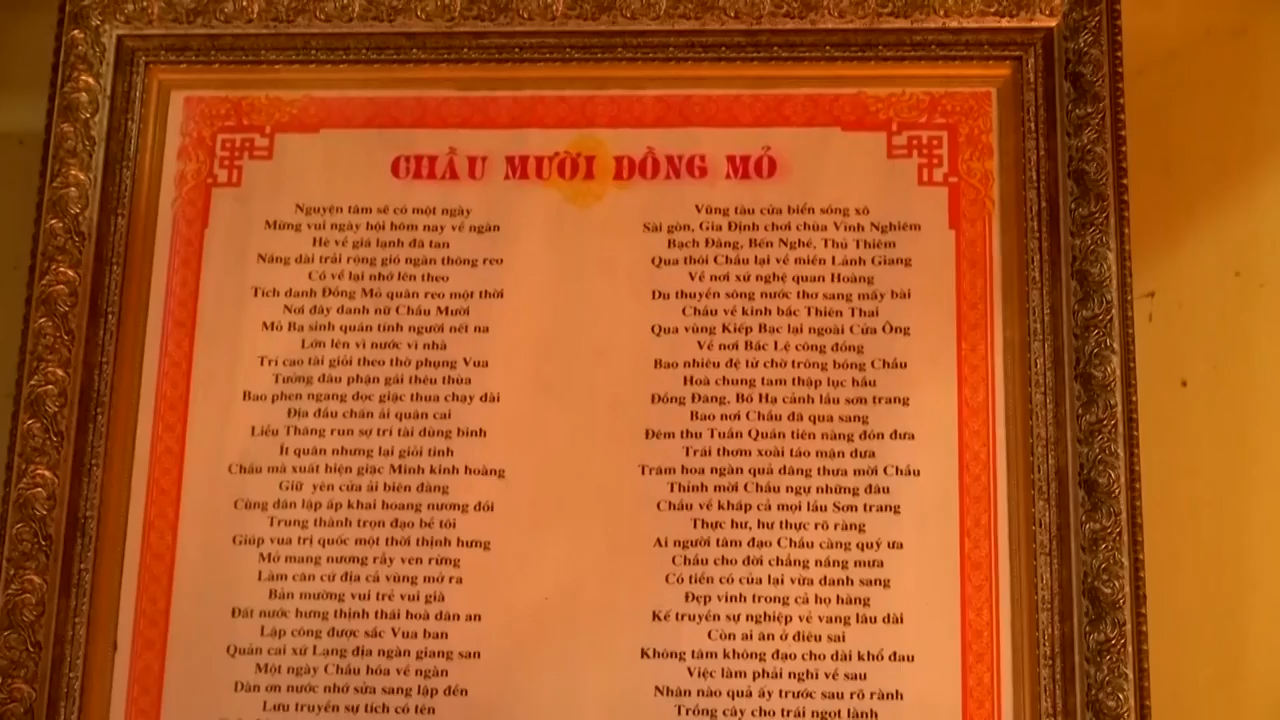 CHẦU MƯỜI ĐỒNG MỎ
Nguyện tâm sẽ có một ngày
Mừng vui ngày hội hôm nay về ngàn
Hè về giá lạnh đã tan
Nắng dài trải rộng gió ngàn thông reo
Cỏ về lại nhớ lên theo
Tích danh Đồng Mỏ quân reo một thời
Nơi đây danh nữ Chầu Mười
Mỏ Ba sinh quán tính người nết na
Lớn lên vì nước vì nhà
Trí cao tài giỏi theo thờ phụng Vua
Tưởng đâu phận gái thêu thùa
Bao phen ngang dọc giặc thua chạy dài
Địa đầu chấn ải quân cai
Liễu Thăng run sợ trí tài dùng binh
Ít quân nhưng lại giỏi tinh
Chầu mà xuất hiện giặc Minh kinh hoàng
Giữ yên cửa ải biên đăng
Cùng dân lập ấp khai hoang nương đồi
Trung thành trọn đạo bề tôi
Giúp vua trị quốc một thời thịnh hưng
Mở mang nương rẫy ven rừng
Làm căn cứ địa cả vùng mở ra
Bản mường vui trẻ vui già
Đất nước hưng thịnh thái hoà dân an
Lập công được sắc Vua ban
Quản cai xứ Lạng địa ngàn giang san
Một ngày Chầu hóa về ngàn
Dân ơn nước nhớ sửa sang lập đền
Lưu truyền sự tích có tên
Vũng tàu cửa biển sóng xô
Sài gòn, Gia Định chơi chùa Vĩnh Nghiêm
Bạch Đằng, Bến Nghé, Thủ Thiêm
Qua thôi Chầu lại về miền Lảnh Giang
Về nơi xứ nghệ quan Hoàng
Du thuyền sông nước thơ sang mấy bài
Chầu về kinh bắc Thiên Thai
Qua vùng Kiếp Bạc lại ngoài Cửa Ông
Về nơi Bắc Lệ công đồng
Bao nhiêu đệ tử chờ trông bóng Chầu
Hoà chung tam thập lục hầu
Đồng Đăng, Bố Hạ cảnh lầu sơn trang
Bao nơi Chầu đã qua sang
Đêm thu Tuần Quán tiên nàng đón đưa
Trái thơm xoài táo mận dưa
Trăm hoa ngàn quả dâng thưa mời Chầu
Thỉnh mời Chầu ngự những đâu
Chầu về khắp cả mọi lầu Sơn trang
Thực hư, hư thực rõ ràng
Ai người tâm đạo Chầu càng quý ưa
Chầu cho đời chẳng nắng mưa
Có tiền có của lại vừa danh sang
Đẹp vinh trong cả họ hàng
Kế truyền sự nghiệp vẻ vang lâu dài
Còn ai ăn ở điêu sai
Không tâm không đạo cho dài khổ đau
Việc làm phải nghĩ về sau
Nhân nào quả ấy trước sau rõ rành
Trồng cây cho trái ngọt lành